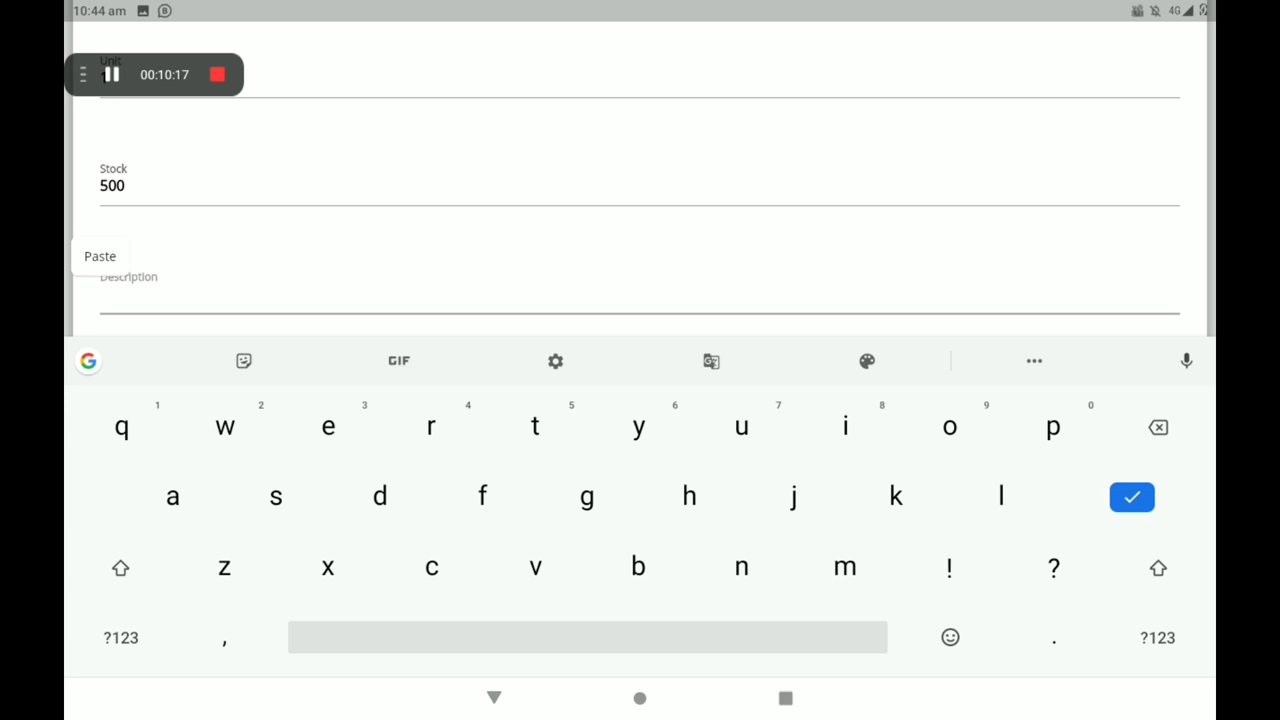 10:44 am
4G
Unit
00:10:17
Stock
500
Paste
Description
GIF
1 2 3 4 5 6 7 8 9 0
q w e r t y u i o p
a s d f g h j k l
z x c v b n m ! ?
?123 , . ?123